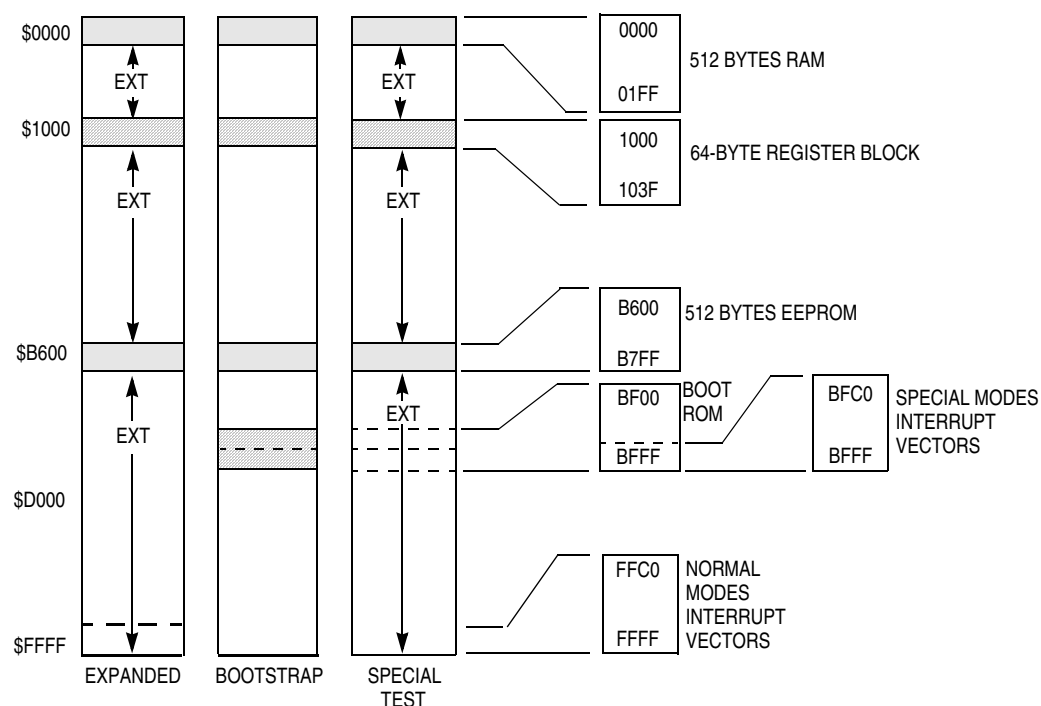 $0000
EXT
$1000
EXT
$B600
EXT
$D000
$FFFF
EXPANDED
BOOTSTRAP
EXT
EXT
EXT
SPECIAL
TEST
0000
01FF
512 BYTES RAM
1000
103F
64-BYTE REGISTER BLOCK
B600
B7FF
512 BYTES EEPROM
BF00
BFFF
BOOT
ROM
BFC0
BFFF
SPECIAL MODES
INTERRUPT
VECTORS
FFC0
FFFF
NORMAL
MODES
INTERRUPT
VECTORS